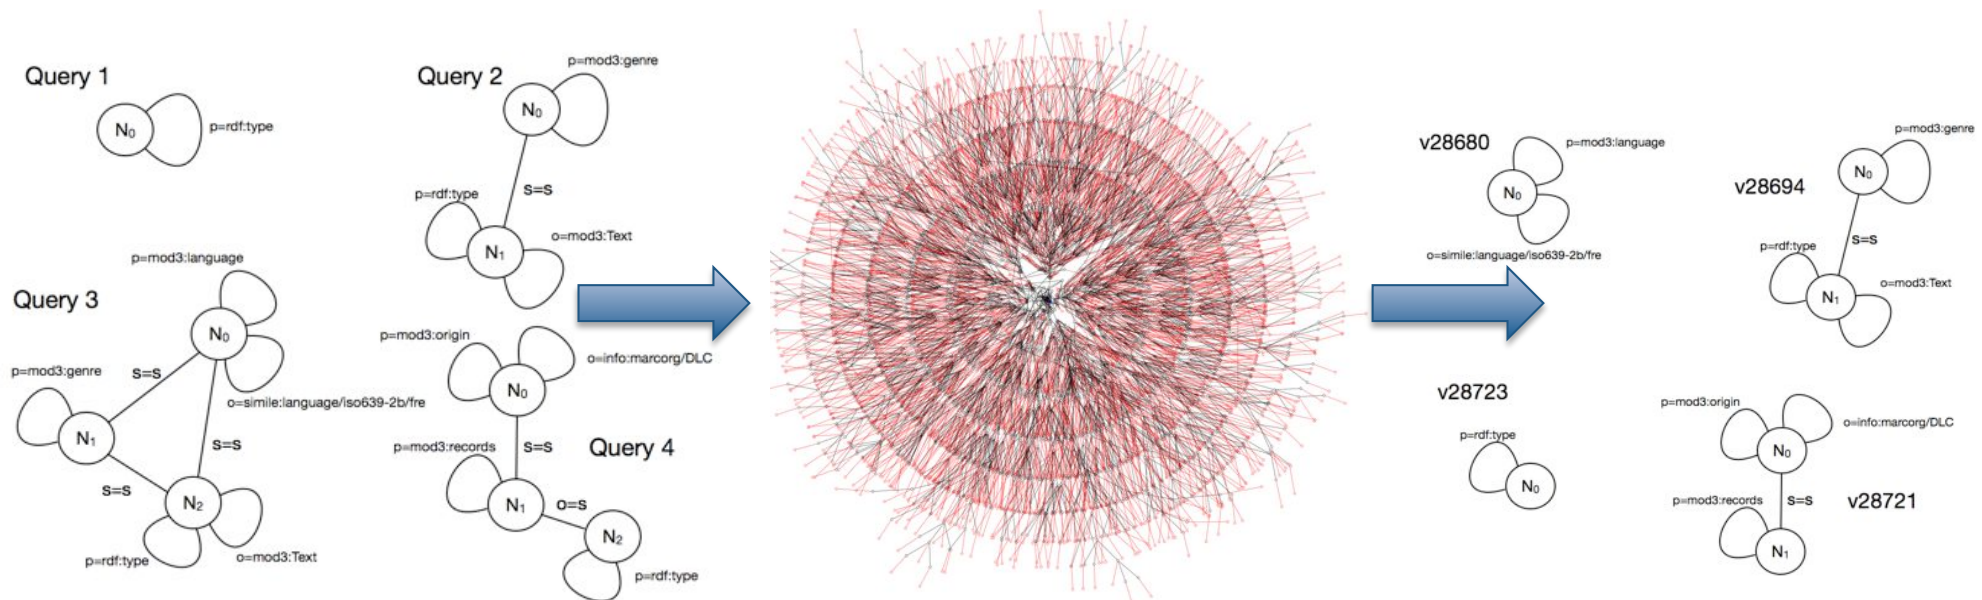 Query 1
N0
p=rdf:type
Query 2
p=mod3:genre
N0
s=s
p=rdf:type
N1
o=mod3:Text
Query 3
p=mod3:language
N0
o=simile:language/iso639-2b/fre
s=s
p=mod3:genre
N1
s=s
s=s
N2
p=rdf:type
o=mod3:Text
Query 4
p=mod3:origin
o=info:marcorg/DLC
N0
s=s
p=mod3:records
N1
o=s
N2
p=rdf:type
v28680
p=mod3:language
N0
o=simile:language/iso639-2b/fre
v28694
p=mod3:genre
N0
s=s
p=rdf:type
N1
o=mod3:Text
v28723
p=rdf:type
N0
p=mod3:origin
o=info:marcorg/DLC
N0
s=s
p=mod3:records
v28721
N1